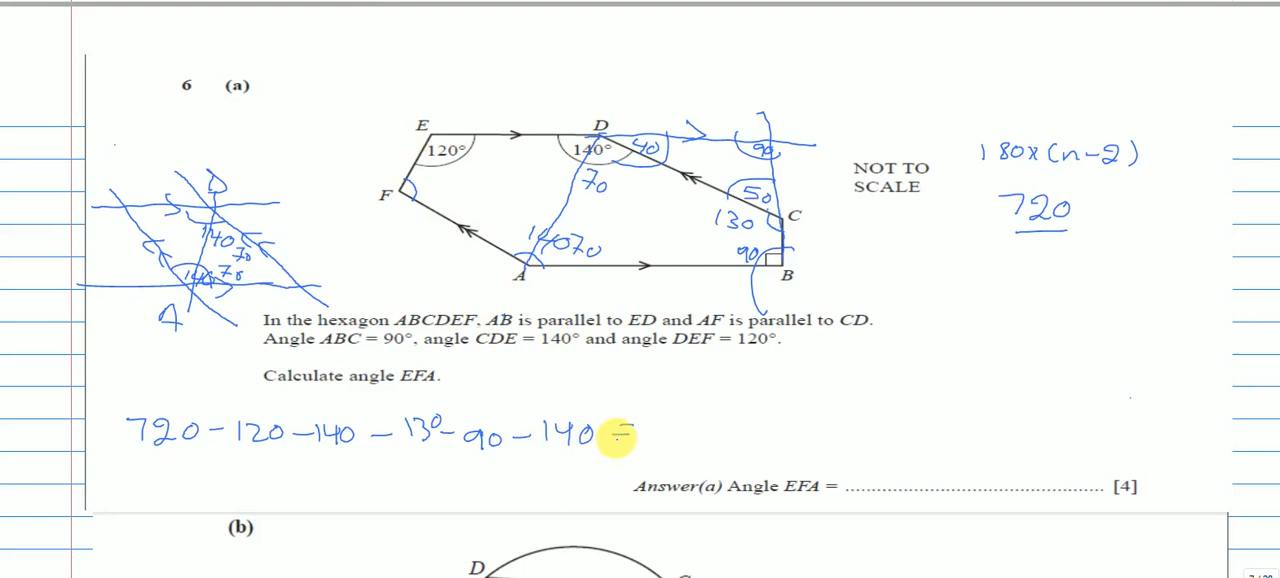 6 (a)
E
D
120°
140°
40
90
70
50
F
C
130
140
70
90
A
B
NOT TO
SCALE
180x(n-2)
720
D
140
70
140
70
A
In the hexagon ABCDEF, AB is parallel to ED and AF is parallel to CD.
Angle ABC = 90°, angle CDE = 140° and angle DEF = 120°.
Calculate angle EFA.
720 - 120 - 140 - 130 - 90 - 140 =
Answer(a) Angle EFA = ............................................ [4]
(b)
D